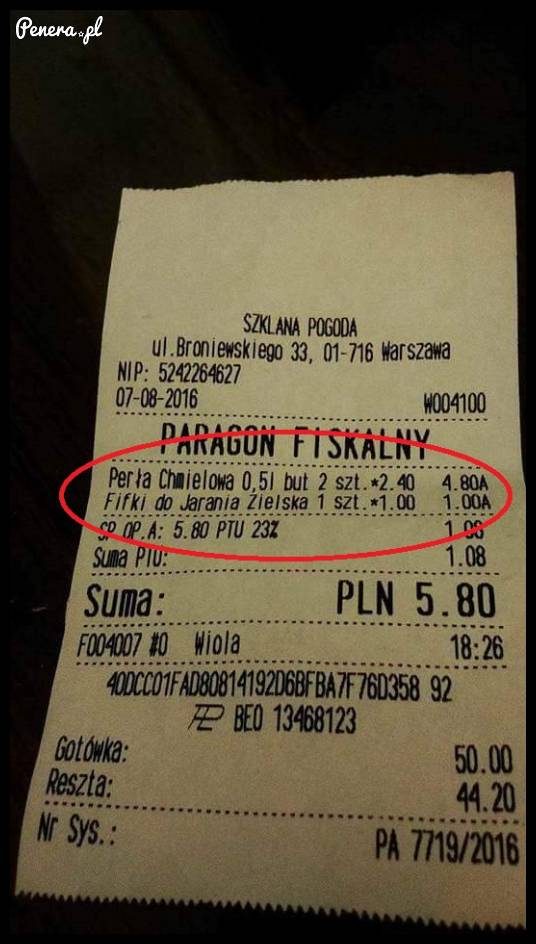 Penera.pl
SZKLANA POGODA
ul.Broniewskiego 33, 01-716 Warszawa
NIP: 5242264627
07-08-2016 W004100
PARAGON FISKALNY
Perła Chmielowa 0,5l but 2 szt.*2.40 4.80A
Fifki do Jarania Zielska 1 szt.*1.00 1.00A
SP.OP.A: 5.80 PTU 23% 1.08
Suma PTU: 1.08
Suma: PLN 5.80
F004007 #0 Wiola 18:26
40DCC01FAD80814192D6BFBA7F76D358 92
BEO 13468123
Gotówka: 50.00
Reszta: 44.20
Nr Sys.: PA 7719/2016